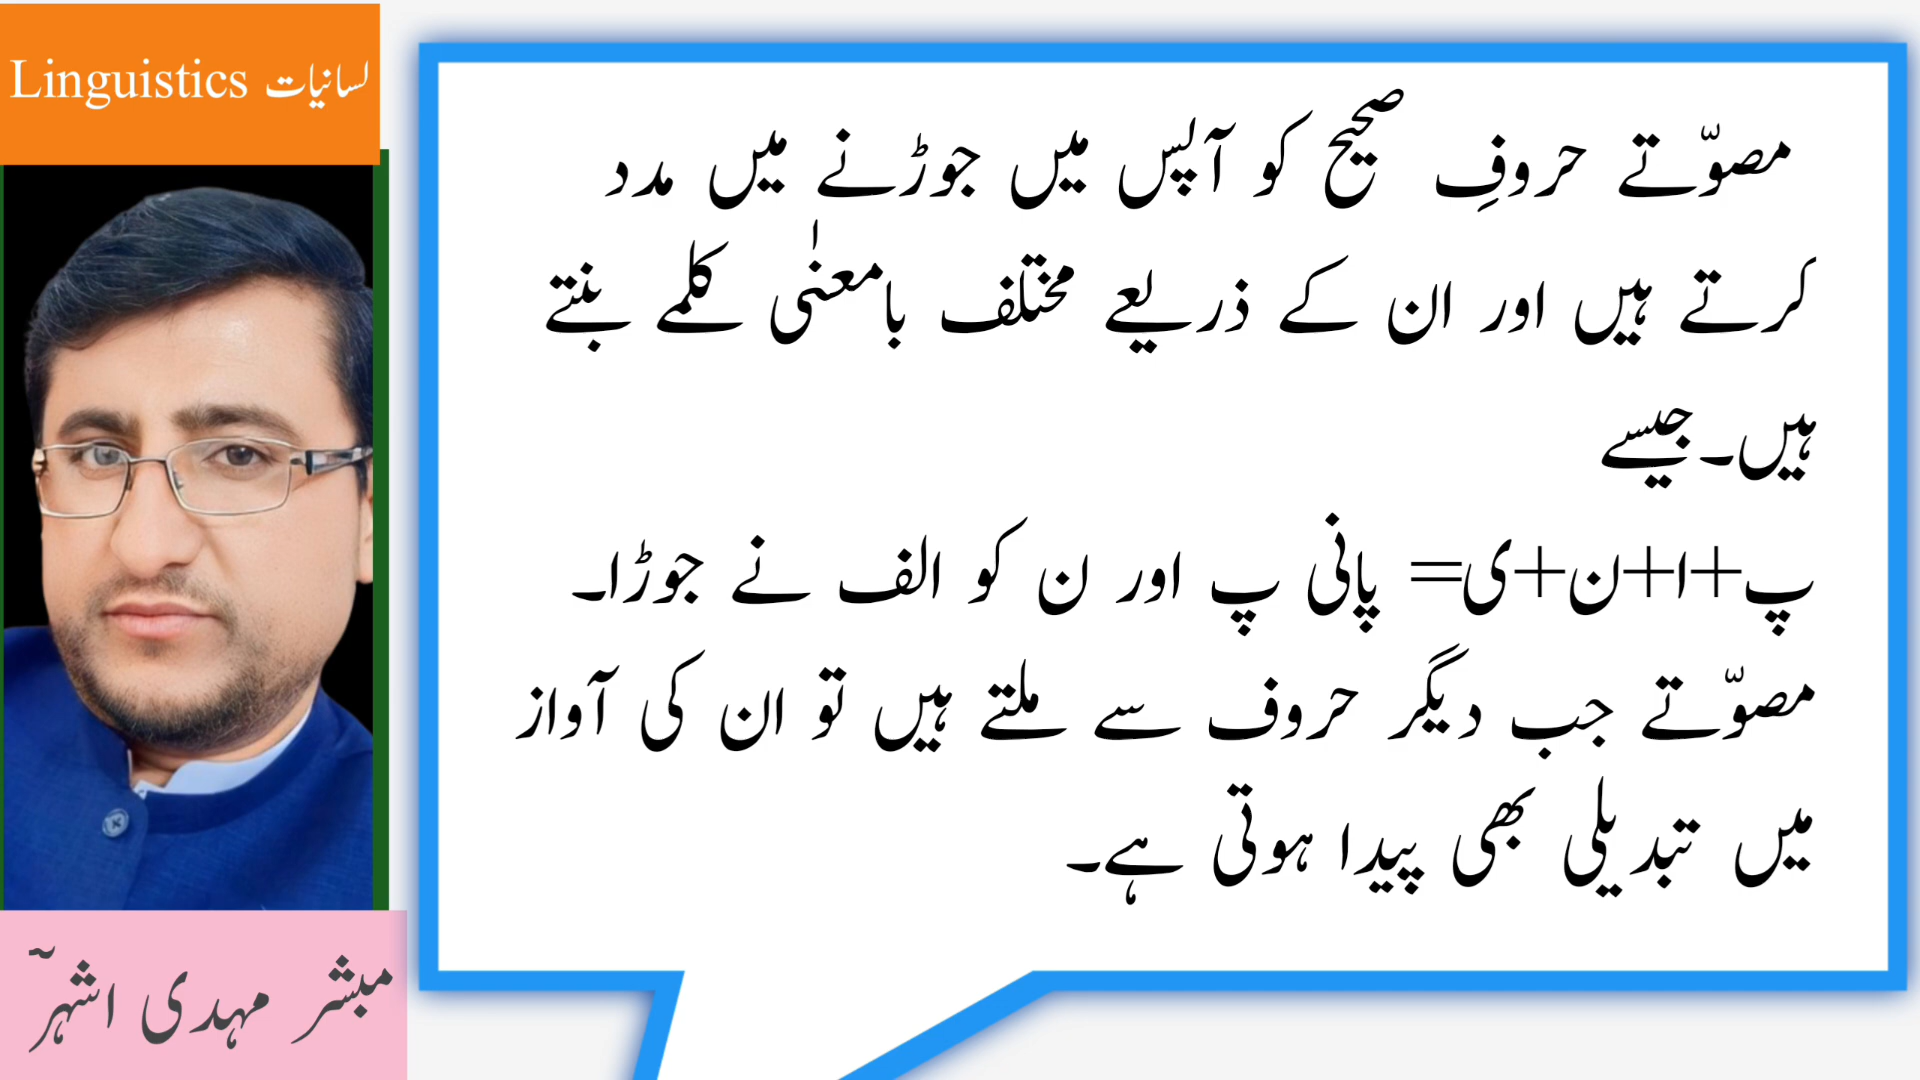 لسانیات Linguistics
مصوّتے حروفِ صحیح کو آپس میں جوڑنے میں مدد
کرتے ہیں اور ان کے ذریعے مختلف بامعنٰی کلمے بنتے
ہیں۔جیسے
پ+ا+ن+ی= پانی پ اور ن کو الف نے جوڑا۔
مصوّتے جب دیگر حروف سے ملتے ہیں تو ان کی آواز
میں تبدیلی بھی پیدا ہوتی ہے۔
مبشر مہدی اشہرؔ